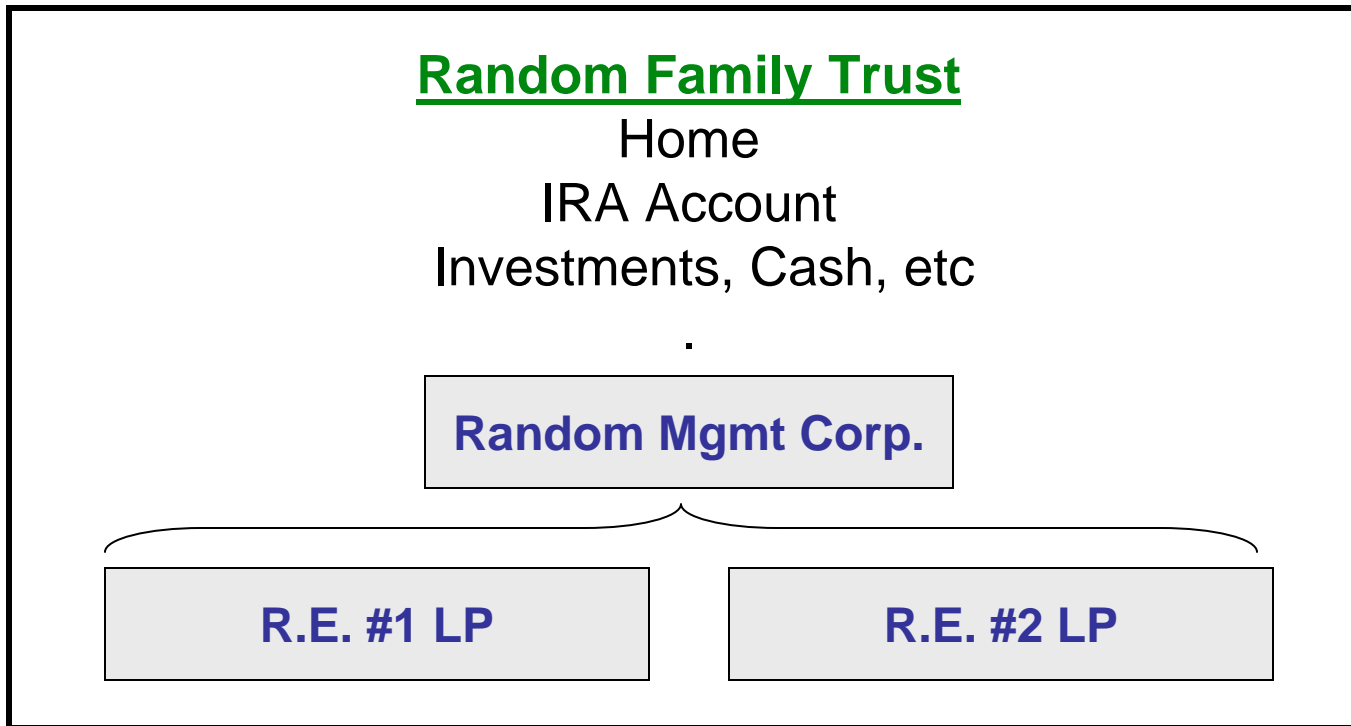 Random Family Trust
Home
IRA Account
Investments, Cash, etc
.
Random Mgmt Corp.
R.E. #1 LP
R.E. #2 LP